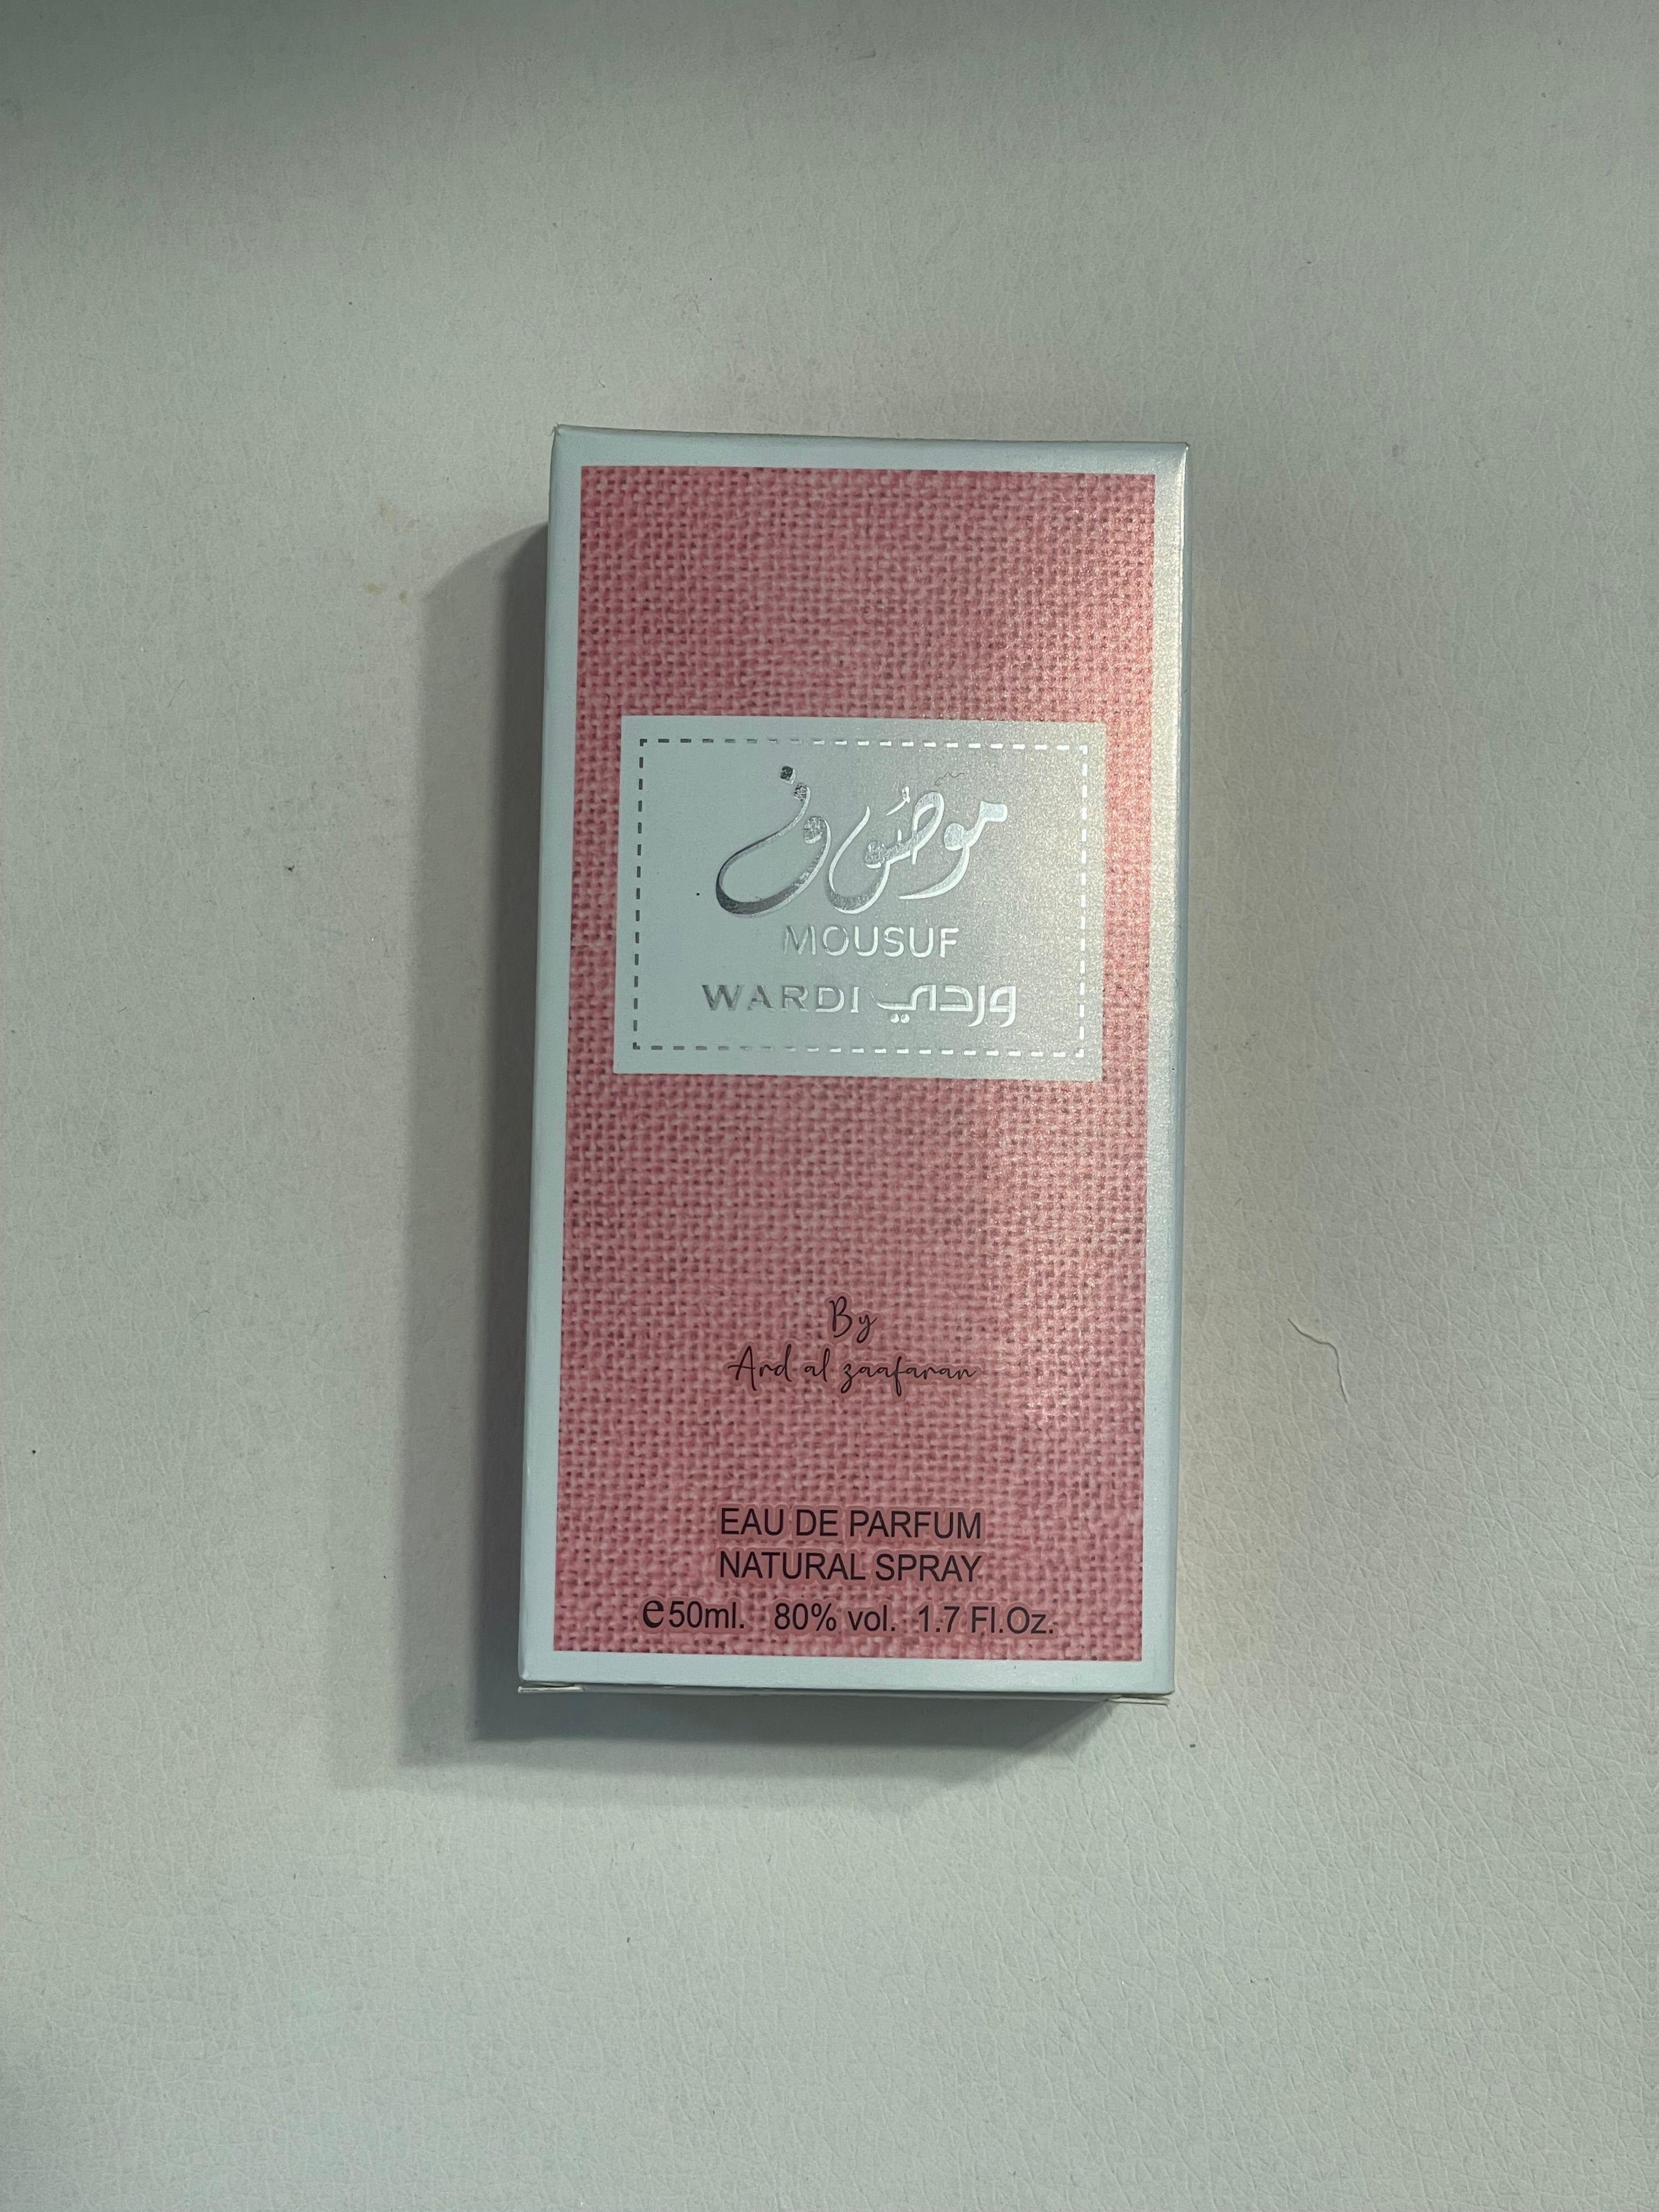 موصوف
MOUSUF
WARDI وردي
By
Ard al zaafaran
EAU DE PARFUM
NATURAL SPRAY
℮50ml. 80% vol. 1.7 Fl.Oz.